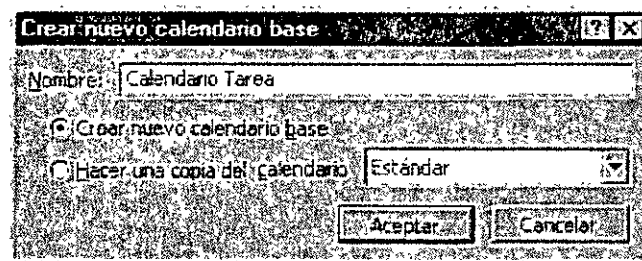 Crear nuevo calendario base
Nombre: Calendario Tarea
Crear nuevo calendario base
Hacer una copia del calendario Estándar
Aceptar Cancelar